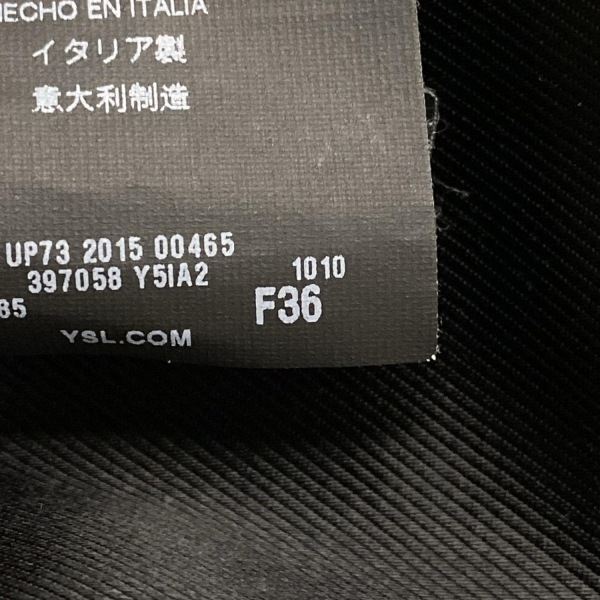 HECHO EN ITALIA
イタリア製
意大利制造
UP73 2015 00465
397058 Y5IA2 1010
85 F36
YSL.COM